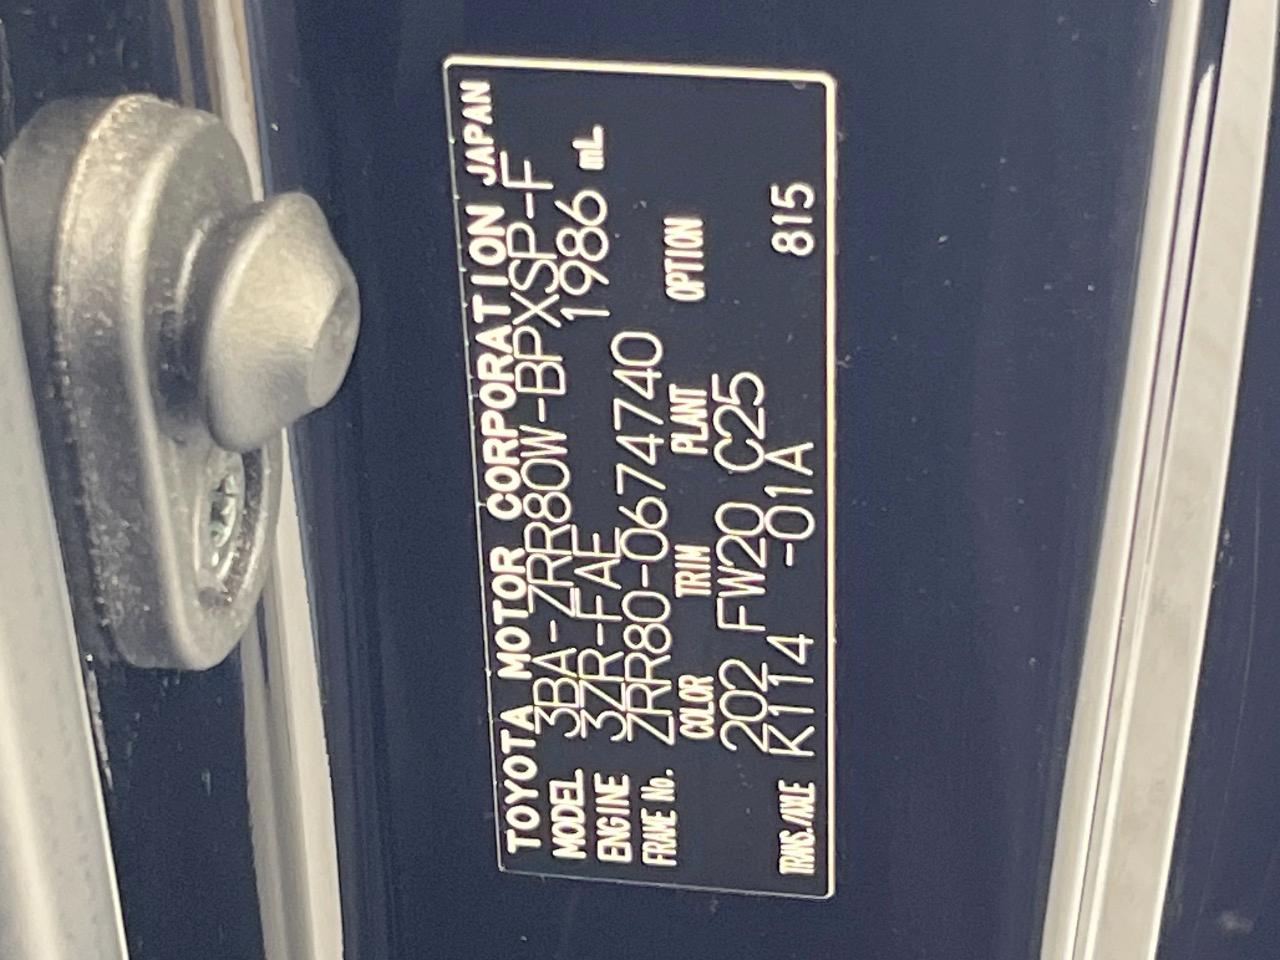 TOYOTA MOTOR CORPORATION JAPAN
MODEL 3BA-ZRR80W-BPXSP-F
ENGINE 3ZR-FAE 1986 mL
FRAME No. ZRR80-0674740
COLOR TRIM PLANT OPTION
202 FW20 C25
TRANS./AXLE K114 -01A 815